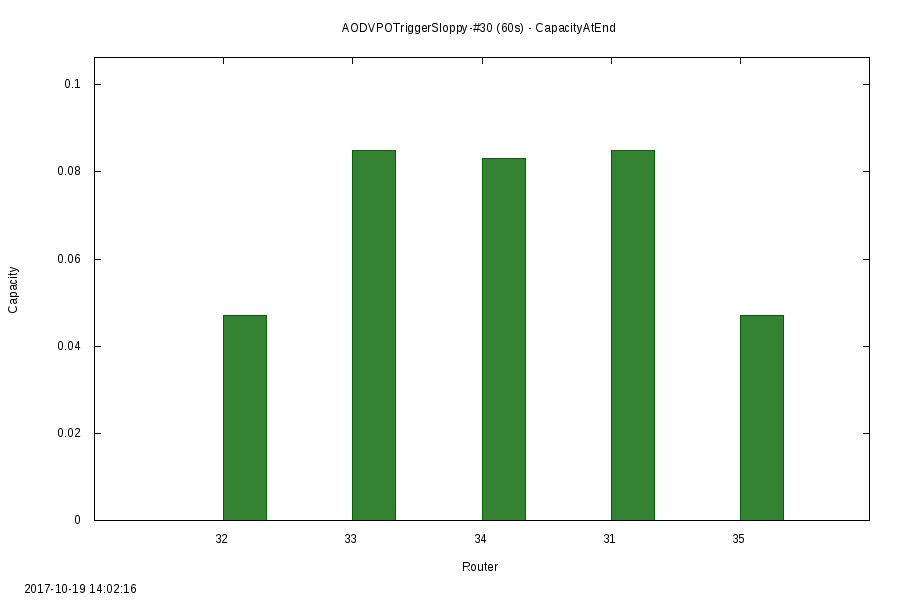 AODVPOTriggerSloppy-#30 (60s) - CapacityAtEnd
0.1
0.08
0.06
0.04
0.02
0
Capacity
32 33 34 31 35
Router
2017-10-19 14:02:16